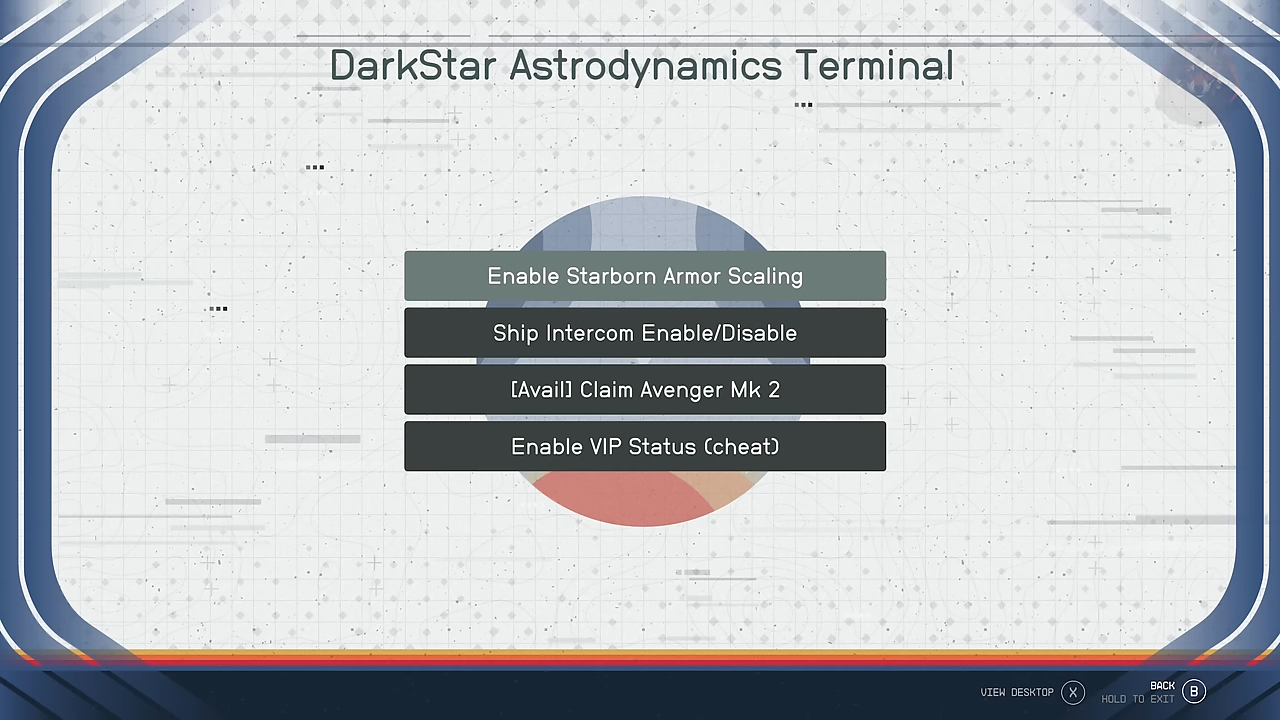 DarkStar Astrodynamics Terminal
Enable Starborn Armor Scaling
Ship Intercom Enable/Disable
[Avail] Claim Avenger Mk 2
Enable VIP Status (cheat)
VIEW DESKTOP X
BACK B
HOLD TO EXIT